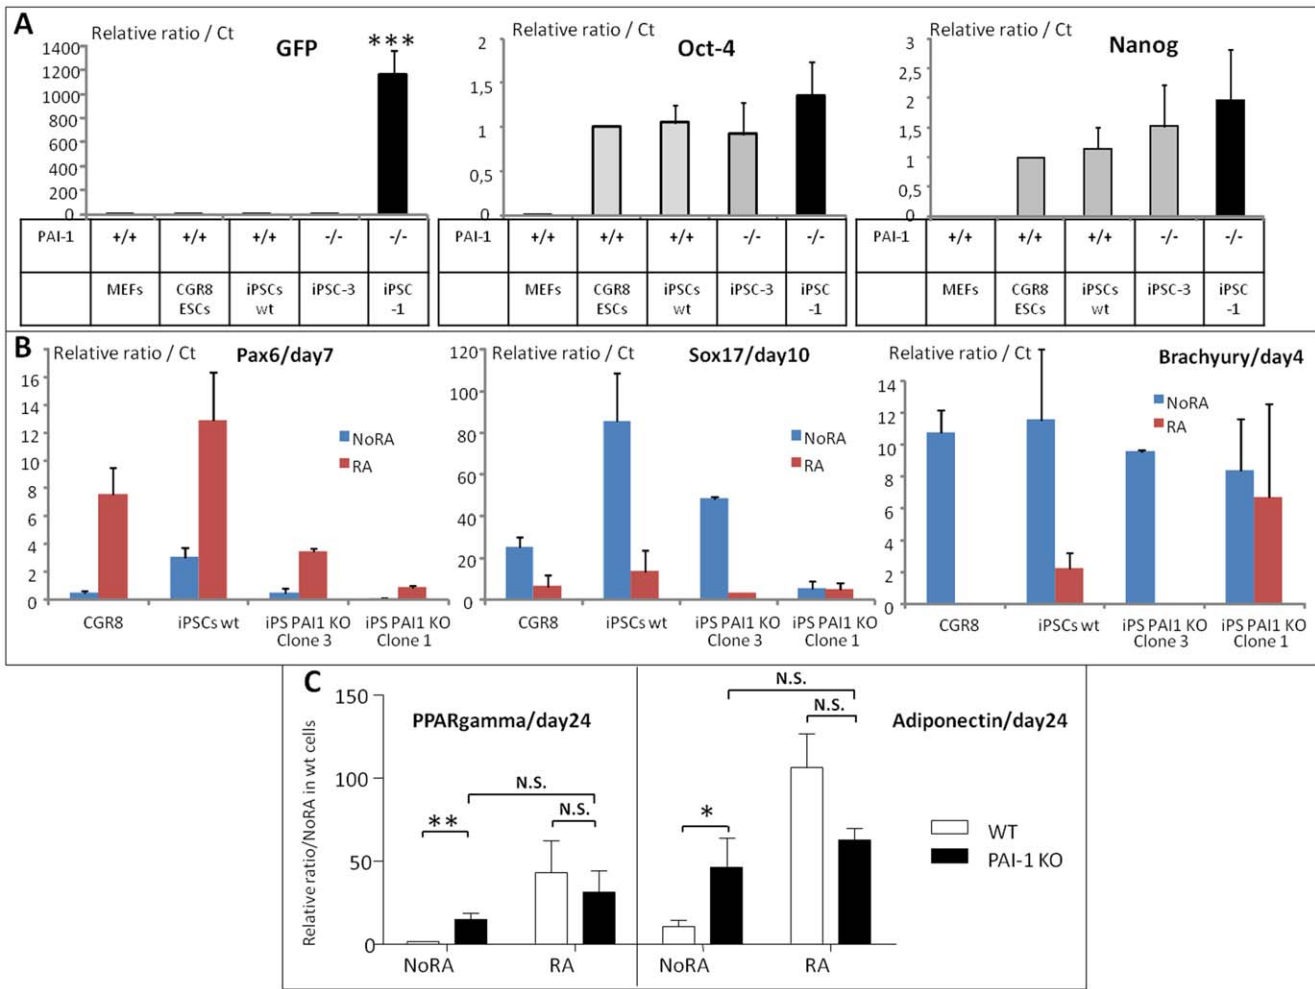 A
Relative ratio / Ct
GFP
***
1400
1200
1000
800
600
400
200
0
PAI-1 +/+ +/+ +/+ -/- -/-
MEFs CGR8 iPSCs iPSC-3 iPSC
ESCs wt -1
Relative ratio / Ct
Oct-4
2
1,5
1
0,5
0
PAI-1 +/+ +/+ +/+ -/- -/-
MEFs CGR8 iPSCs iPSC-3 iPSC
ESCs wt -1
Relative ratio / Ct
Nanog
3
2,5
2
1,5
1
0,5
0
PAI-1 +/+ +/+ +/+ -/- -/-
MEFs CGR8 iPSCs iPSC-3 iPSC
ESCs wt -1
B
Relative ratio / Ct
Pax6/day7
16
14
12
10
8
6
4
2
0
NoRA
RA
CGR8 iPSCs wt iPS PAI1 KO iPS PAI1 KO
Clone 3 Clone 1
Relative ratio / Ct
Sox17/day10
120
100
80
60
40
20
0
NoRA
RA
CGR8 iPSCs wt iPS PAI1 KO iPS PAI1 KO
Clone 3 Clone 1
Relative ratio / Ct
Brachyury/day4
14
12
10
8
6
4
2
0
NoRA
RA
CGR8 iPSCs wt iPS PAI1 KO iPS PAI1 KO
Clone 3 Clone 1
C
Relative ratio/NoRA in wt cells
150
100
50
0
PPARgamma/day24
**
N.S.
N.S.
NoRA RA
Adiponectin/day24
N.S.
N.S.
*
NoRA RA
WT
PAI-1 KO